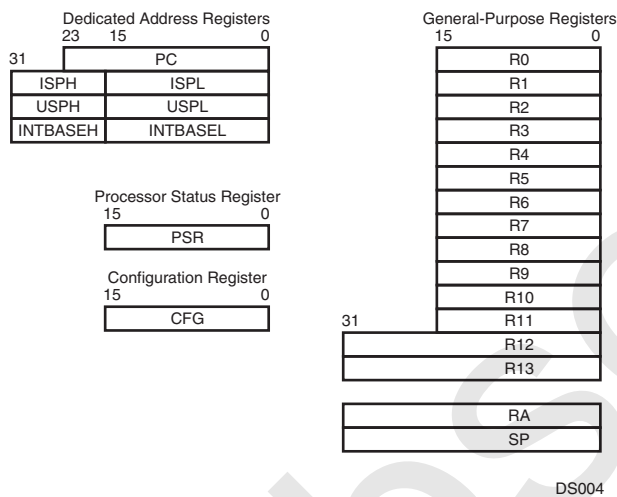 Dedicated Address Registers
23 15 0
31
PC
ISPH ISPL
USPH USPL
INTBASEH INTBASEL
Processor Status Register
15 0
PSR
Configuration Register
15 0
CFG
General-Purpose Registers
15 0
R0
R1
R2
R3
R4
R5
R6
R7
R8
R9
R10
R11
31
R12
R13
RA
SP
DS004